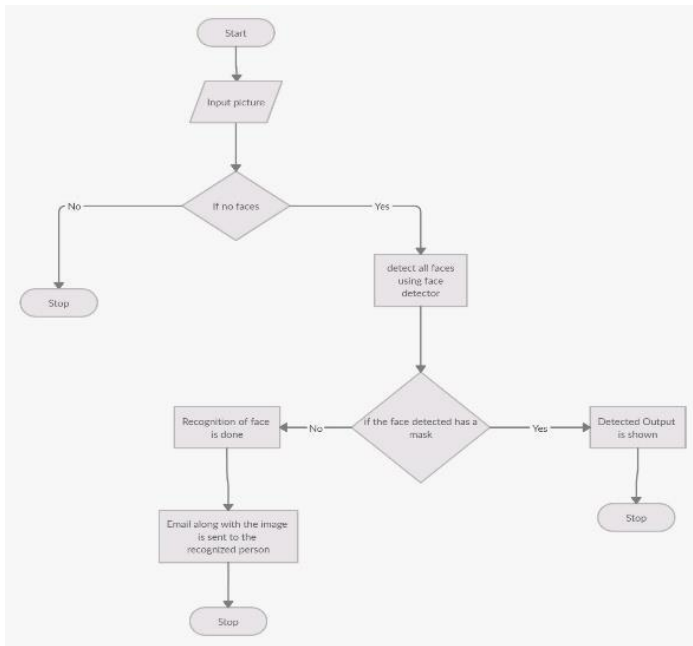 Start
Input picture
If no faces
No
Yes
Stop
detect all faces
using face
detector
if the face detected has a
mask
No
Yes
Recognition of face
is done
Detected Output
is shown
Email along with the image
is sent to the
recognized person
Stop
Stop